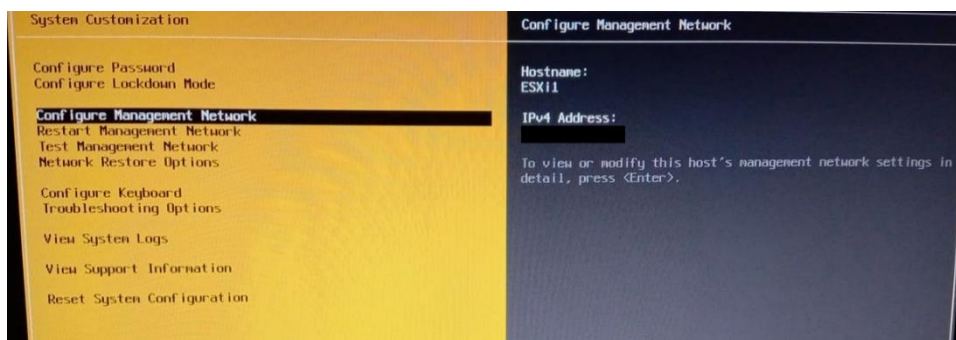 System Customization
Configure Password
Configure Lockdown Mode
Configure Management Network
Restart Management Network
Test Management Network
Network Restore Options
Configure Keyboard
Troubleshooting Options
View System Logs
View Support Information
Reset System Configuration
Configure Management Network
Hostname:
ESXi1
IPv4 Address:
To view or modify this host's management network settings in
detail, press <Enter>.